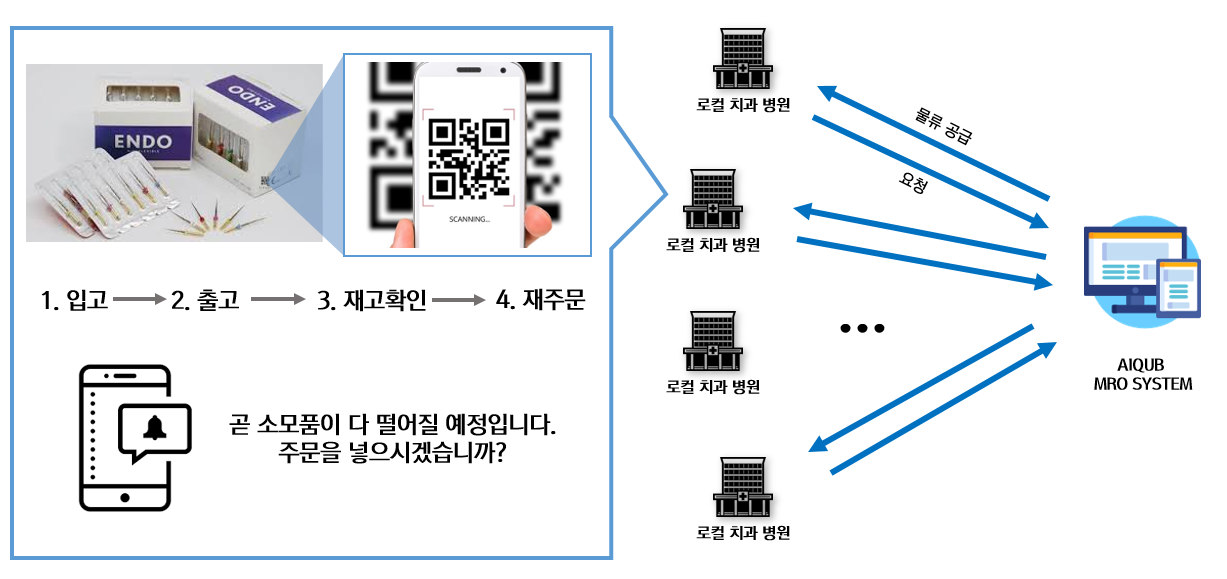 ENDO
ENDO
SCANNING...
1. 입고
2. 출고
3. 재고확인
4. 재주문
곧 소모품이 다 떨어질 예정입니다.
주문을 넣으시겠습니까?
로컬 치과 병원
로컬 치과 병원
로컬 치과 병원
로컬 치과 병원
물류 공급
요청
AIQUB
MRO SYSTEM